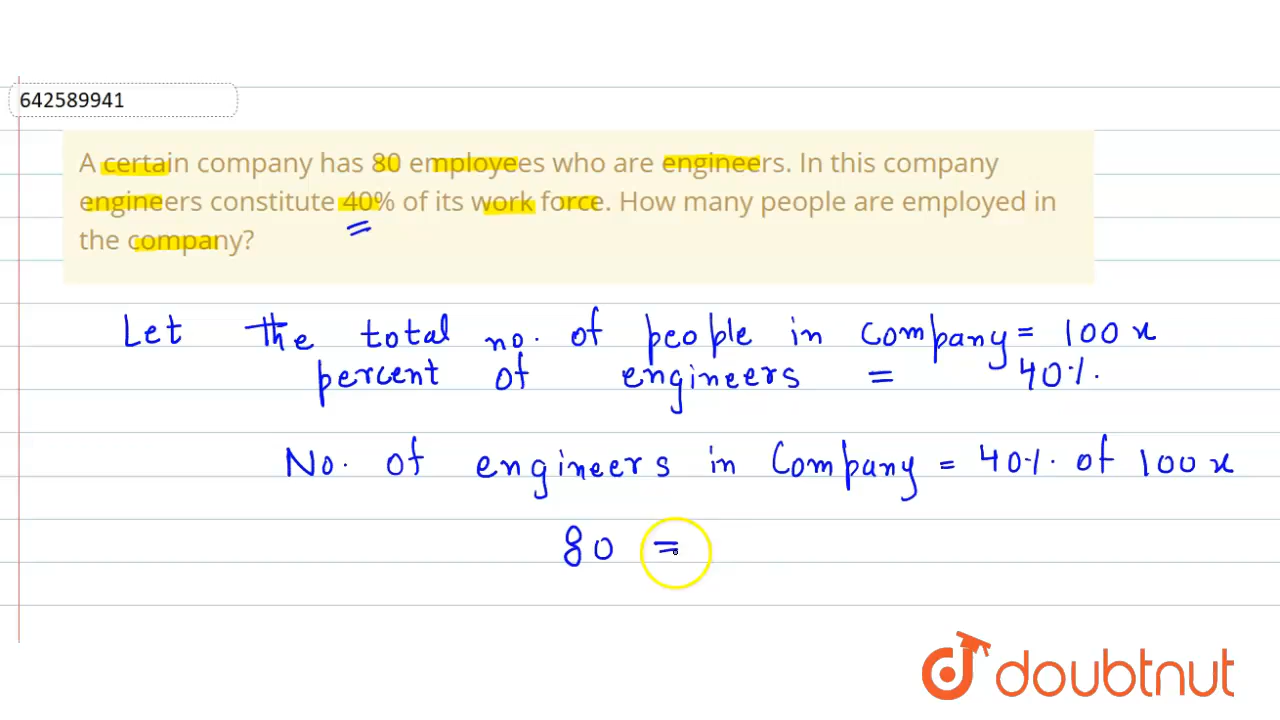 642589941
A certain company has 80 employees who are engineers. In this company
engineers constitute 40% of its work force. How many people are employed in
the company?
Let the total no. of people in company = 100x
percent of engineers = 40%.
No. of engineers in Company = 40%. of 100x
80 =
doubtnut